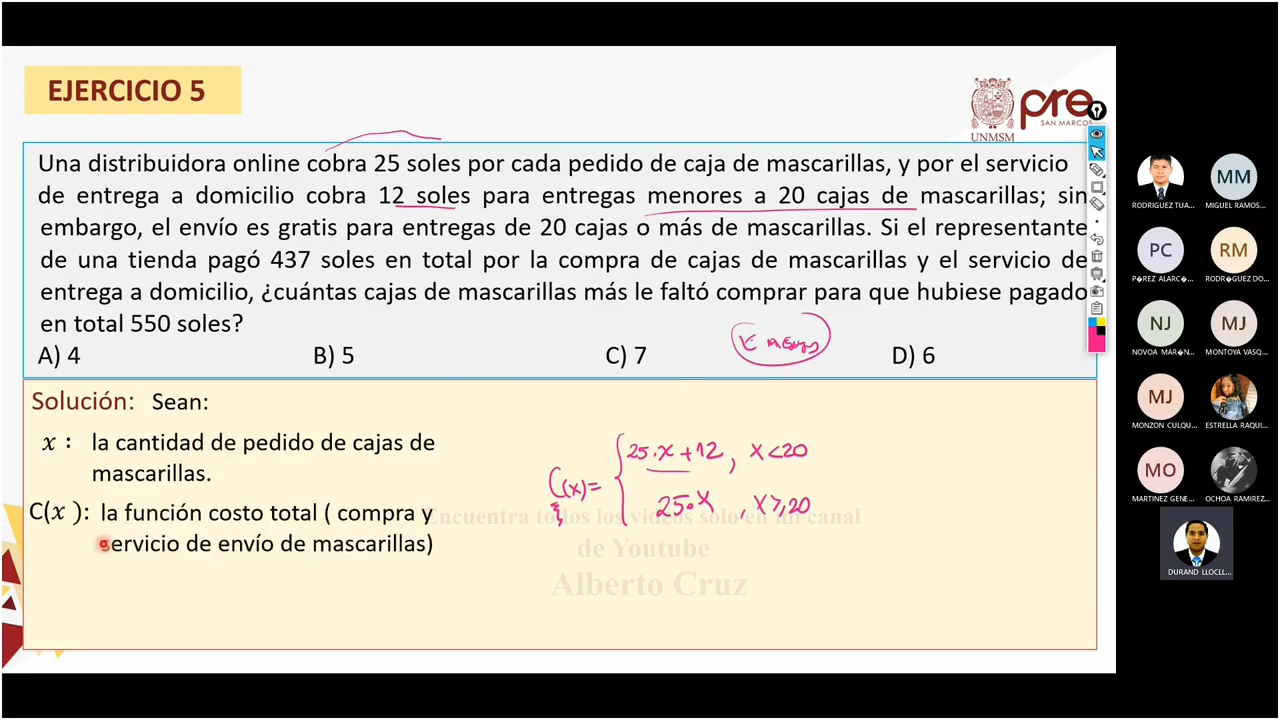 EJERCICIO 5
UNMSM
pre
SAN MARCOS
Una distribuidora online cobra 25 soles por cada pedido de caja de mascarillas, y por el servicio
de entrega a domicilio cobra 12 soles para entregas menores a 20 cajas de mascarillas; sin
embargo, el envío es gratis para entregas de 20 cajas o más de mascarillas. Si el representante
de una tienda pagó 437 soles en total por la compra de cajas de mascarillas y el servicio de
entrega a domicilio, ¿cuántas cajas de mascarillas más le faltó comprar para que hubiese pagado
en total 550 soles?
A) 4 B) 5 C) 7 D) 6
Solución: Sean:
x : la cantidad de pedido de cajas de
mascarillas.
C(x ): la función costo total ( compra y
servicio de envío de mascarillas)
C(x)= { 25.x+12 , x<20
25.x , x≥20
Encuentra todos los videos solo en mi canal
de Youtube
Alberto Cruz
RODRIGUEZ TUA...
MM
MIGUEL RAMOS...
PC
P�REZ ALARC�...
RM
RODR�GUEZ DO...
NJ
NOVOA MAR�N...
MJ
MONTOYA VASQ...
MJ
MONZON CULQU...
ESTRELLA RAQUI...
MO
MARTINEZ GENE...
OCHOA RAMIREZ...
DURAND LLOCLL...